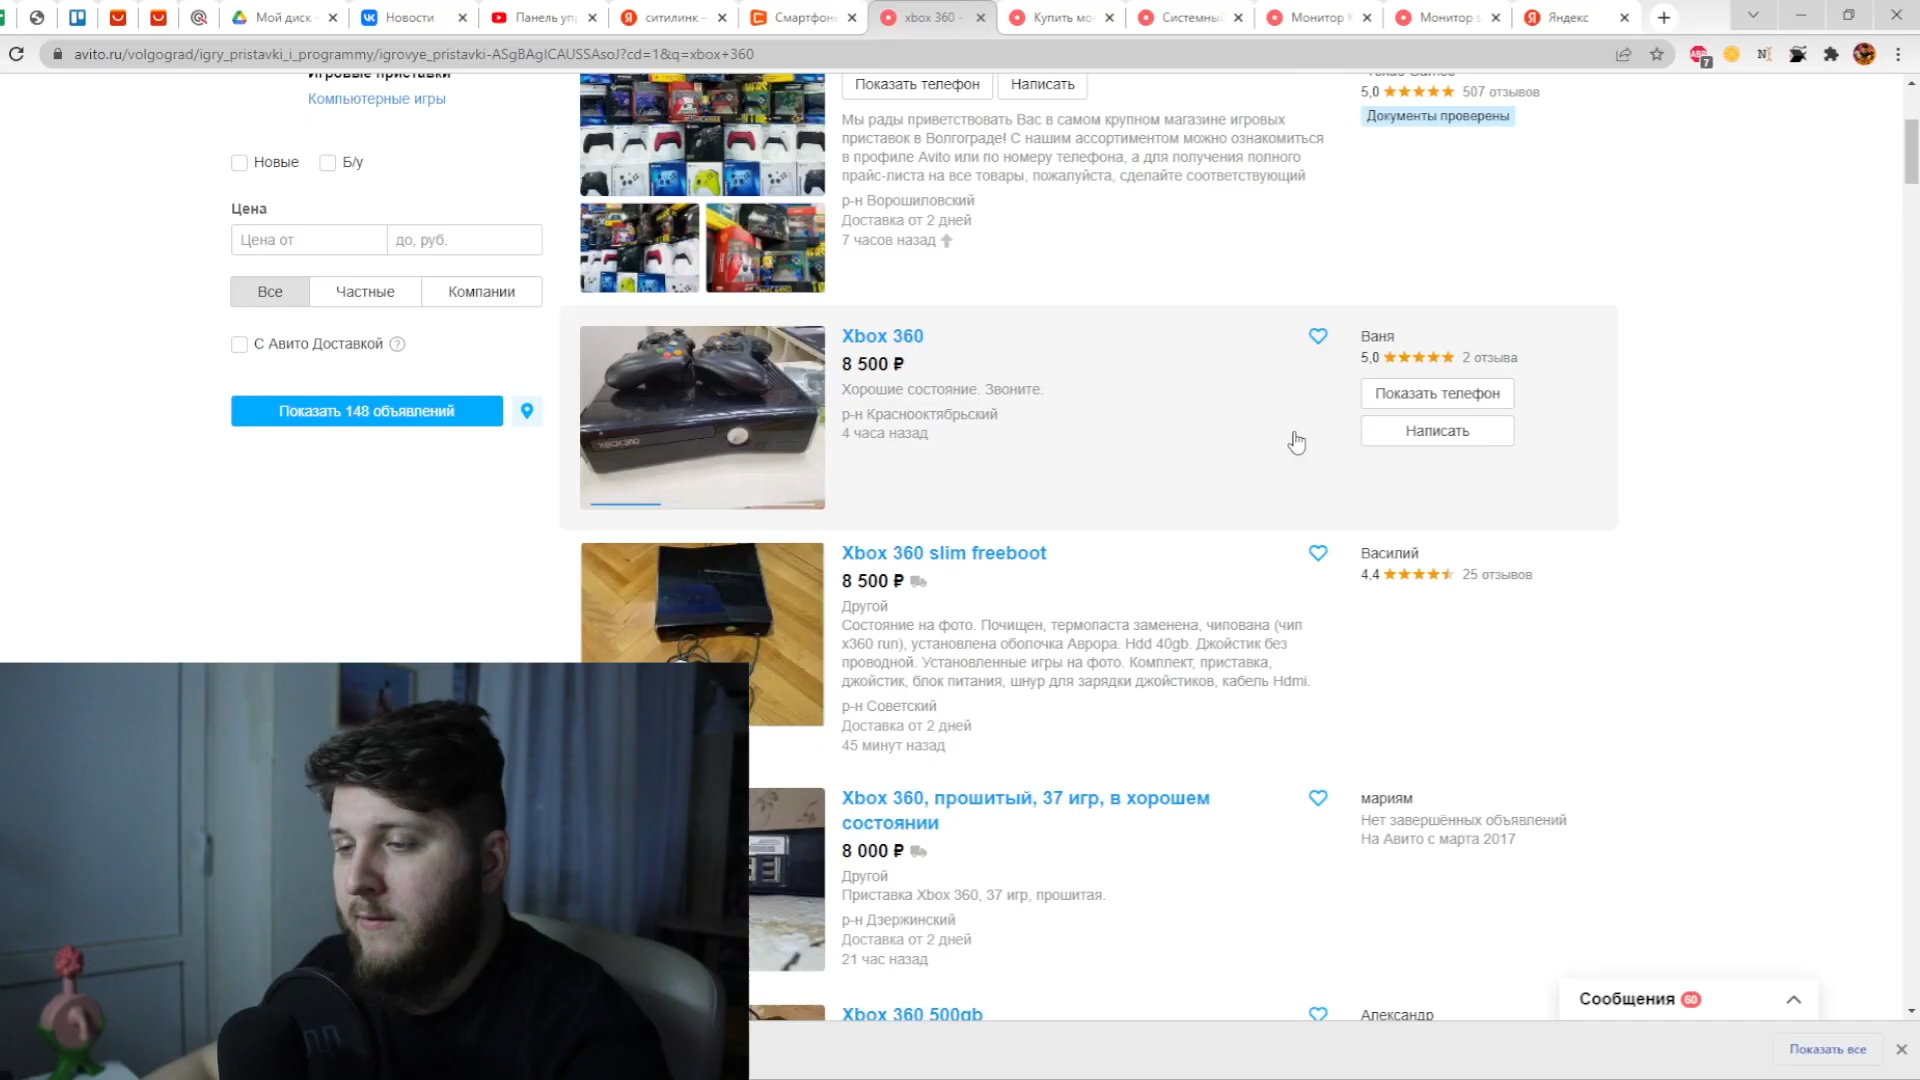 Мой диск -
Новости
Панель упр
ситилинк –
Смартфон
xbox 360 -
Купить мо
Системны
Монитор
Монитор s
Яндекс
avito.ru/volgograd/igry_pristavki_i_programmy/igrovye_pristavki-ASgBAgICAUSSAsoJ?cd=1&q=xbox+360
7
Игровые приставки
Компьютерные игры
Новые
Б/у
Цена
Цена от
до, руб.
Все
Частные
Компании
С Авито Доставкой
?
Показать 148 объявлений
Показать телефон
Написать
Мы рады приветствовать Вас в самом крупном магазине игровых
приставок в Волгограде! С нашим ассортиментом можно ознакомиться
в профиле Avito или по номеру телефона, а для получения полного
прайс-листа на все товары, пожалуйста, сделайте соответствующий
р-н Ворошиловский
Доставка от 2 дней
7 часов назад
5,0
507 отзывов
Документы проверены
XBOX 360
Xbox 360
8 500 ₽
Хорошие состояние. Звоните.
р-н Краснооктябрьский
4 часа назад
Ваня
5,0
2 отзыва
Показать телефон
Написать
Xbox 360 slim freeboot
8 500 ₽
Другой
Состояние на фото. Почищен, термопаста заменена, чипована (чип
x360 run), установлена оболочка Аврора. Hdd 40gb. Джойстик без
проводной. Установленные игры на фото. Комплект, приставка,
джойстик, блок питания, шнур для зарядки джойстиков, кабель Hdmi.
р-н Советский
Доставка от 2 дней
45 минут назад
Василий
4,4
25 отзывов
Xbox 360, прошитый, 37 игр, в хорошем
состоянии
8 000 ₽
Другой
Приставка Xbox 360, 37 игр, прошитая.
р-н Дзержинский
Доставка от 2 дней
21 час назад
мариям
Нет завершённых объявлений
На Авито с марта 2017
Xbox 360 500gb
Александр
Сообщения 60
Показать все